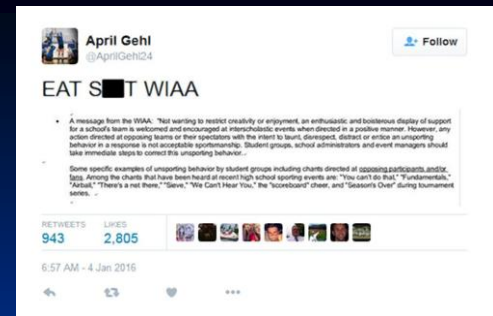 April Gehl
@AprilGehl24
Follow
EAT S T WIAA
• A message from the WIAA: "Not wanting to restrict creativity or enjoyment, an enthusiastic and boisterous display of support
for a school's team is welcomed and encouraged at interscholastic events when directed in a positive manner. However, any
action directed at opposing teams or their spectators with the intent to taunt, disrespect, distract or entice an unsporting
behavior in a response is not acceptable sportsmanship. Student groups, school administrators and event managers should
take immediate steps to correct this unsporting behavior...
Some specific examples of unsporting behavior by student groups including chants directed at opposing participants and/or
fans. Among the chants that have been heard at recent high school sporting events are: "You can't do that," "Fundamentals,"
"Airball," "There's a net there," "Sieve," "We Can't Hear You," the "scoreboard" cheer, and "Season's Over" during tournament
series.
RETWEETS LIKES
943 2,805
6:57 AM - 4 Jan 2016